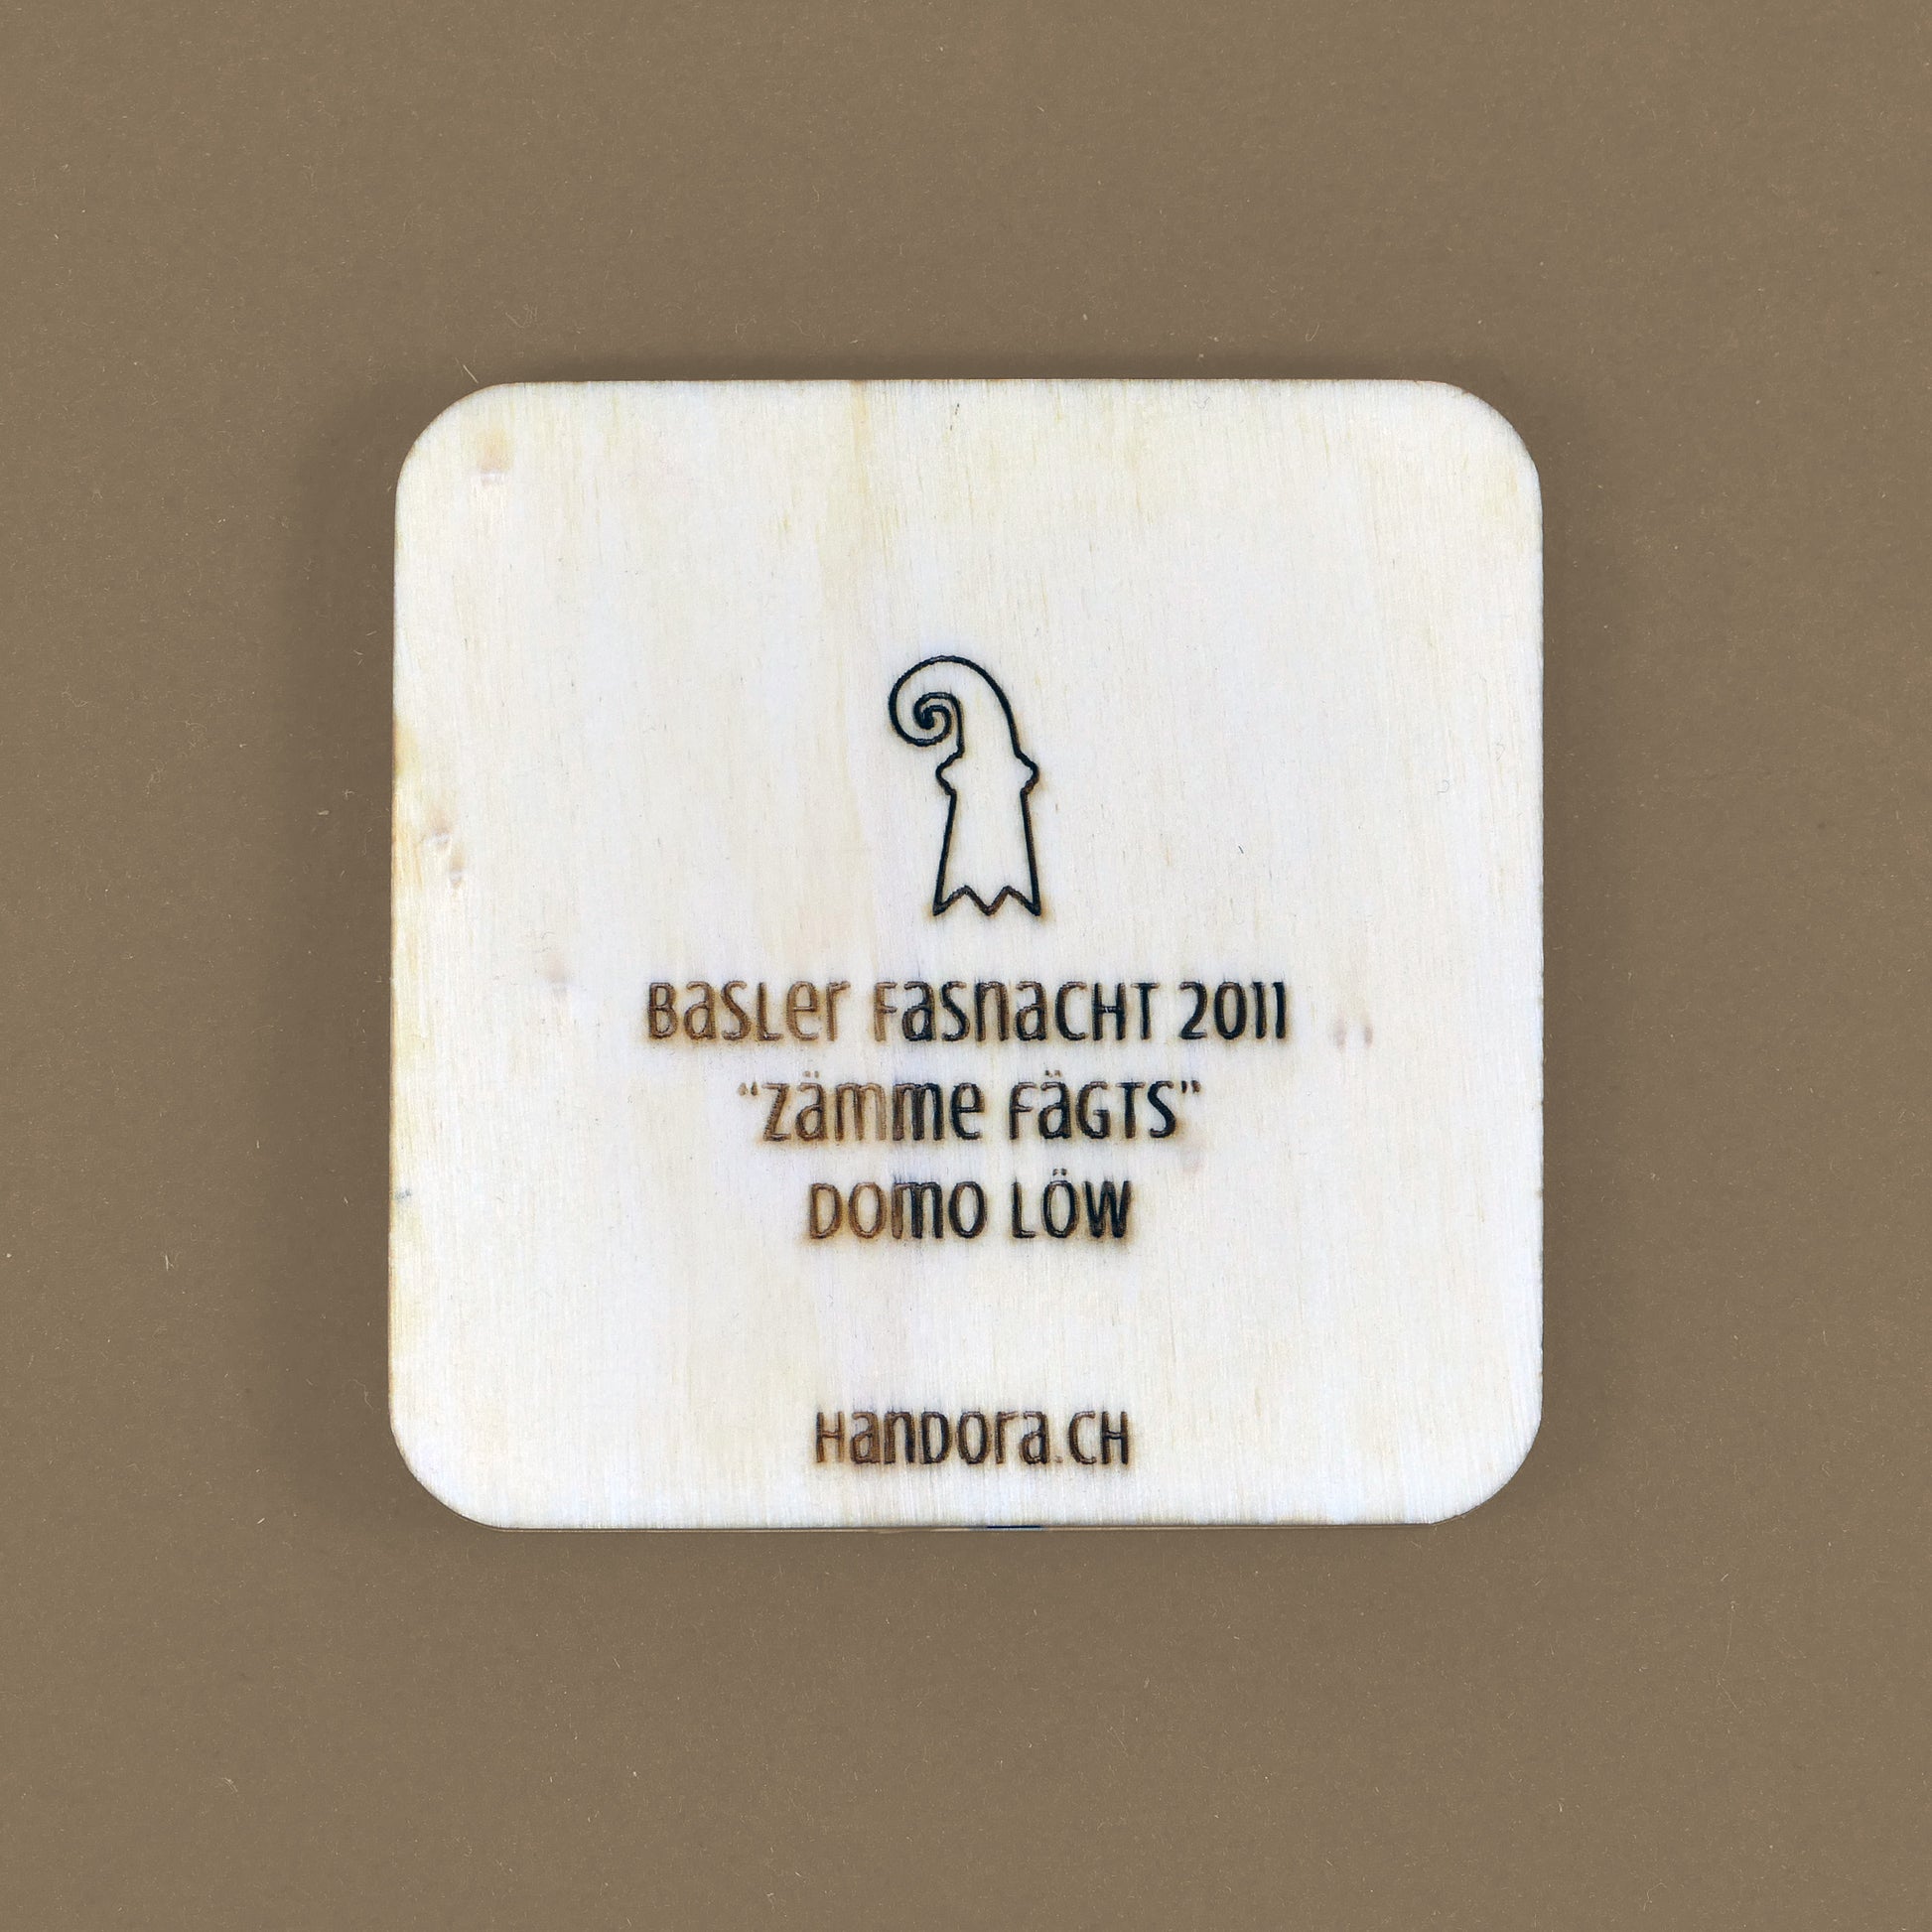 Basler Fasnacht 2011
“Zämme fägts”
Domo Löw
Handora.ch